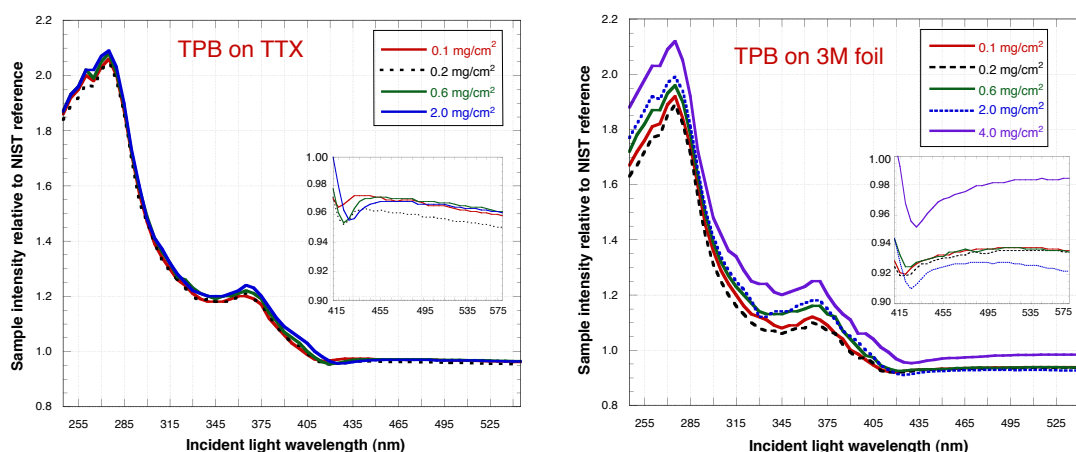 TPB on TTX
0.1 mg/cm²
0.2 mg/cm²
0.6 mg/cm²
2.0 mg/cm²
Sample intensity relative to NIST reference
2.2
2.0
1.8
1.6
1.4
1.2
1.0
0.8
255 285 315 345 375 405 435 465 495 525
Incident light wavelength (nm)
1.00
0.98
0.96
0.94
0.92
0.90
415 455 495 535 575
TPB on 3M foil
0.1 mg/cm²
0.2 mg/cm²
0.6 mg/cm²
2.0 mg/cm²
4.0 mg/cm²
Sample intensity relative to NIST reference
2.2
2.0
1.8
1.6
1.4
1.2
1.0
0.8
255 285 315 345 375 405 435 465 495 525
Incident light wavelength (nm)
1.00
0.98
0.96
0.94
0.92
0.90
415 455 495 535 575